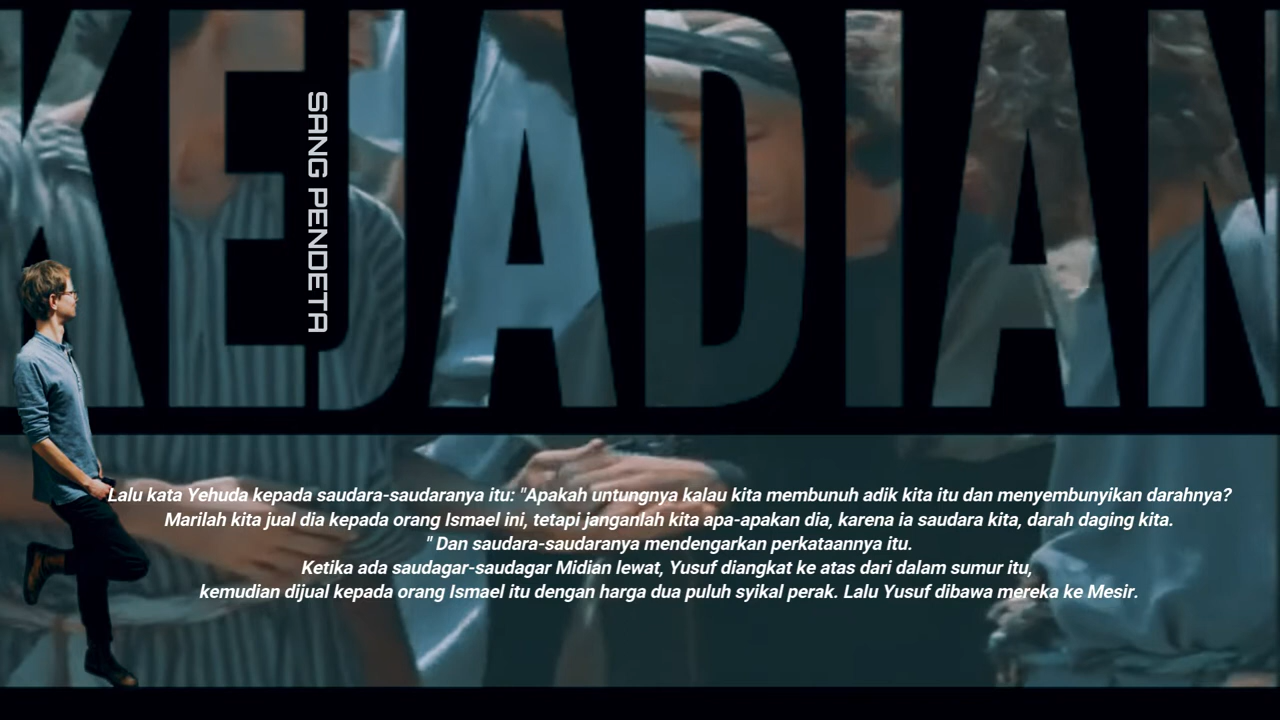 KEJADIAN
SANG PENDETA
Lalu kata Yehuda kepada saudara-saudaranya itu: "Apakah untungnya kalau kita membunuh adik kita itu dan menyembunyikan darahnya?
Marilah kita jual dia kepada orang Ismael ini, tetapi janganlah kita apa-apakan dia, karena ia saudara kita, darah daging kita.
" Dan saudara-saudaranya mendengarkan perkataannya itu.
Ketika ada saudagar-saudagar Midian lewat, Yusuf diangkat ke atas dari dalam sumur itu,
kemudian dijual kepada orang Ismael itu dengan harga dua puluh syikal perak. Lalu Yusuf dibawa mereka ke Mesir.